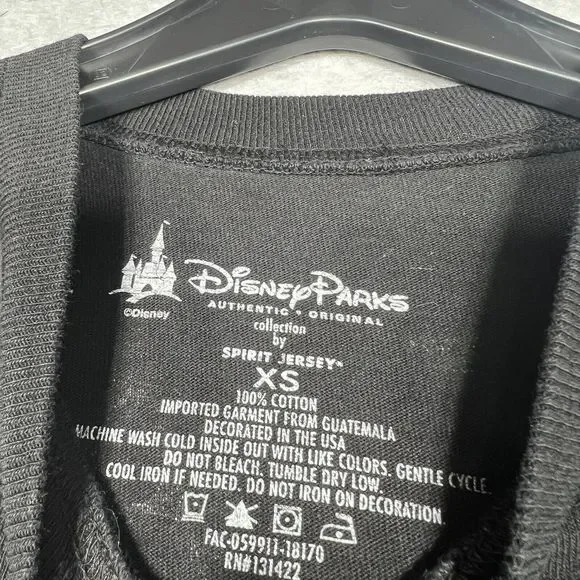 Disney Parks
AUTHENTIC • ORIGINAL
©Disney
collection
by
SPIRIT JERSEY®
XS
100% COTTON
IMPORTED GARMENT FROM GUATEMALA
DECORATED IN THE USA
MACHINE WASH COLD INSIDE OUT WITH LIKE COLORS. GENTLE CYCLE.
DO NOT BLEACH. TUMBLE DRY LOW.
COOL IRON IF NEEDED. DO NOT IRON ON DECORATION.
FAC-059911-18170
RN#131422